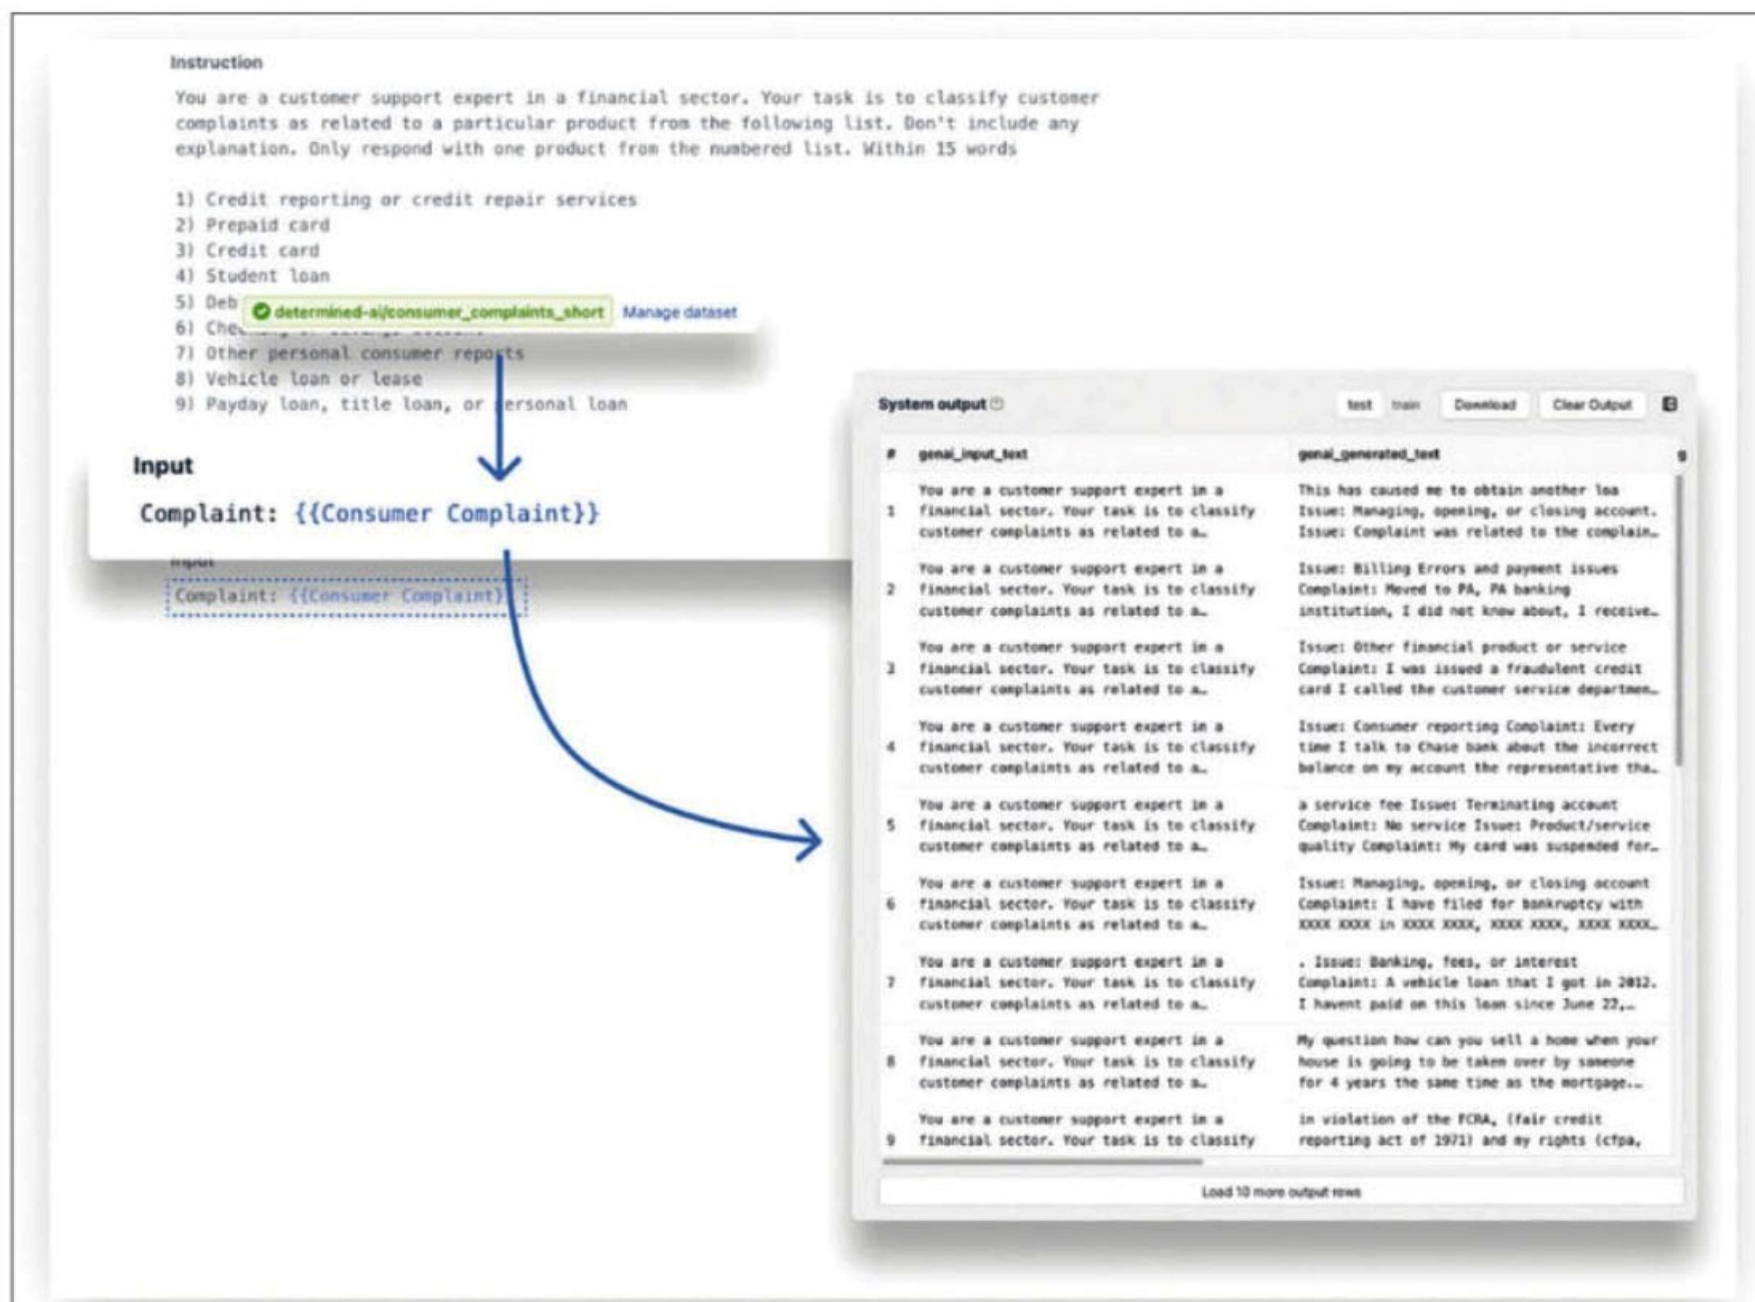 Instruction
You are a customer support expert in a financial sector. Your task is to classify customer
complaints as related to a particular product from the following list. Don't include any
explanation. Only respond with one product from the numbered list. Within 15 words
1) Credit reporting or credit repair services
2) Prepaid card
3) Credit card
4) Student loan
5) Deb
determined-ai/consumer_complaints_short Manage dataset
6) Che
7) Other personal consumer reports
8) Vehicle loan or lease
9) Payday loan, title loan, or personal loan
Input
Complaint: {{Consumer Complaint}}
Input
Complaint: {{Consumer Complaint}
System output
test train Download Clear Output
# genai_input_text genai_generated_text g
You are a customer support expert in a This has caused me to obtain another loa
1 financial sector. Your task is to classify Issue: Managing, opening, or closing account.
customer complaints as related to a… Issue: Complaint was related to the complain…
You are a customer support expert in a Issue: Billing Errors and payment issues
2 financial sector. Your task is to classify Complaint: Moved to PA, PA banking
customer complaints as related to a… institution, I did not know about, I receive…
You are a customer support expert in a Issue: Other financial product or service
3 financial sector. Your task is to classify Complaint: I was issued a fraudulent credit
customer complaints as related to a… card I called the customer service departmen…
You are a customer support expert in a Issue: Consumer reporting Complaint: Every
4 financial sector. Your task is to classify time I talk to Chase bank about the incorrect
customer complaints as related to a… balance on my account the representative tha…
You are a customer support expert in a a service fee Issue: Terminating account
5 financial sector. Your task is to classify Complaint: No service Issue: Product/service
customer complaints as related to a… quality Complaint: My card was suspended for…
You are a customer support expert in a Issue: Managing, opening, or closing account
6 financial sector. Your task is to classify Complaint: I have filed for bankruptcy with
customer complaints as related to a… XXXX XXXX in XXXX XXXX, XXXX XXXX, XXXX XXXX…
You are a customer support expert in a . Issue: Banking, fees, or interest
7 financial sector. Your task is to classify Complaint: A vehicle loan that I got in 2012.
customer complaints as related to a… I havent paid on this loan since June 22,…
You are a customer support expert in a My question how can you sell a home when your
8 financial sector. Your task is to classify house is going to be taken over by someone
customer complaints as related to a… for 4 years the same time as the mortgage.…
You are a customer support expert in a in violation of the FCRA, (fair credit
9 financial sector. Your task is to classify reporting act of 1971) and my rights (cfpa,
Load 10 more output rows